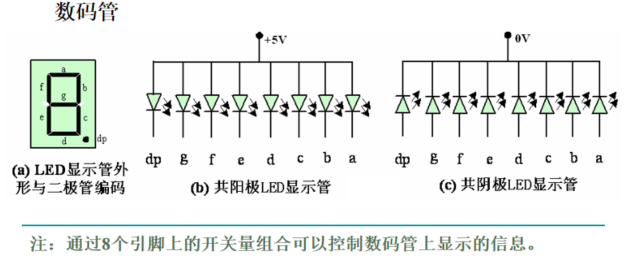 数码管
+5V
0V
a
f
b
g
e
c
d
dp
dp g f e d c b a
dp g f e d c b a
(a) LED显示管外
形与二极管编码
(b) 共阳极LED显示管
(c) 共阴极LED显示管
注：通过8个引脚上的开关量组合可以控制数码管上显示的信息。